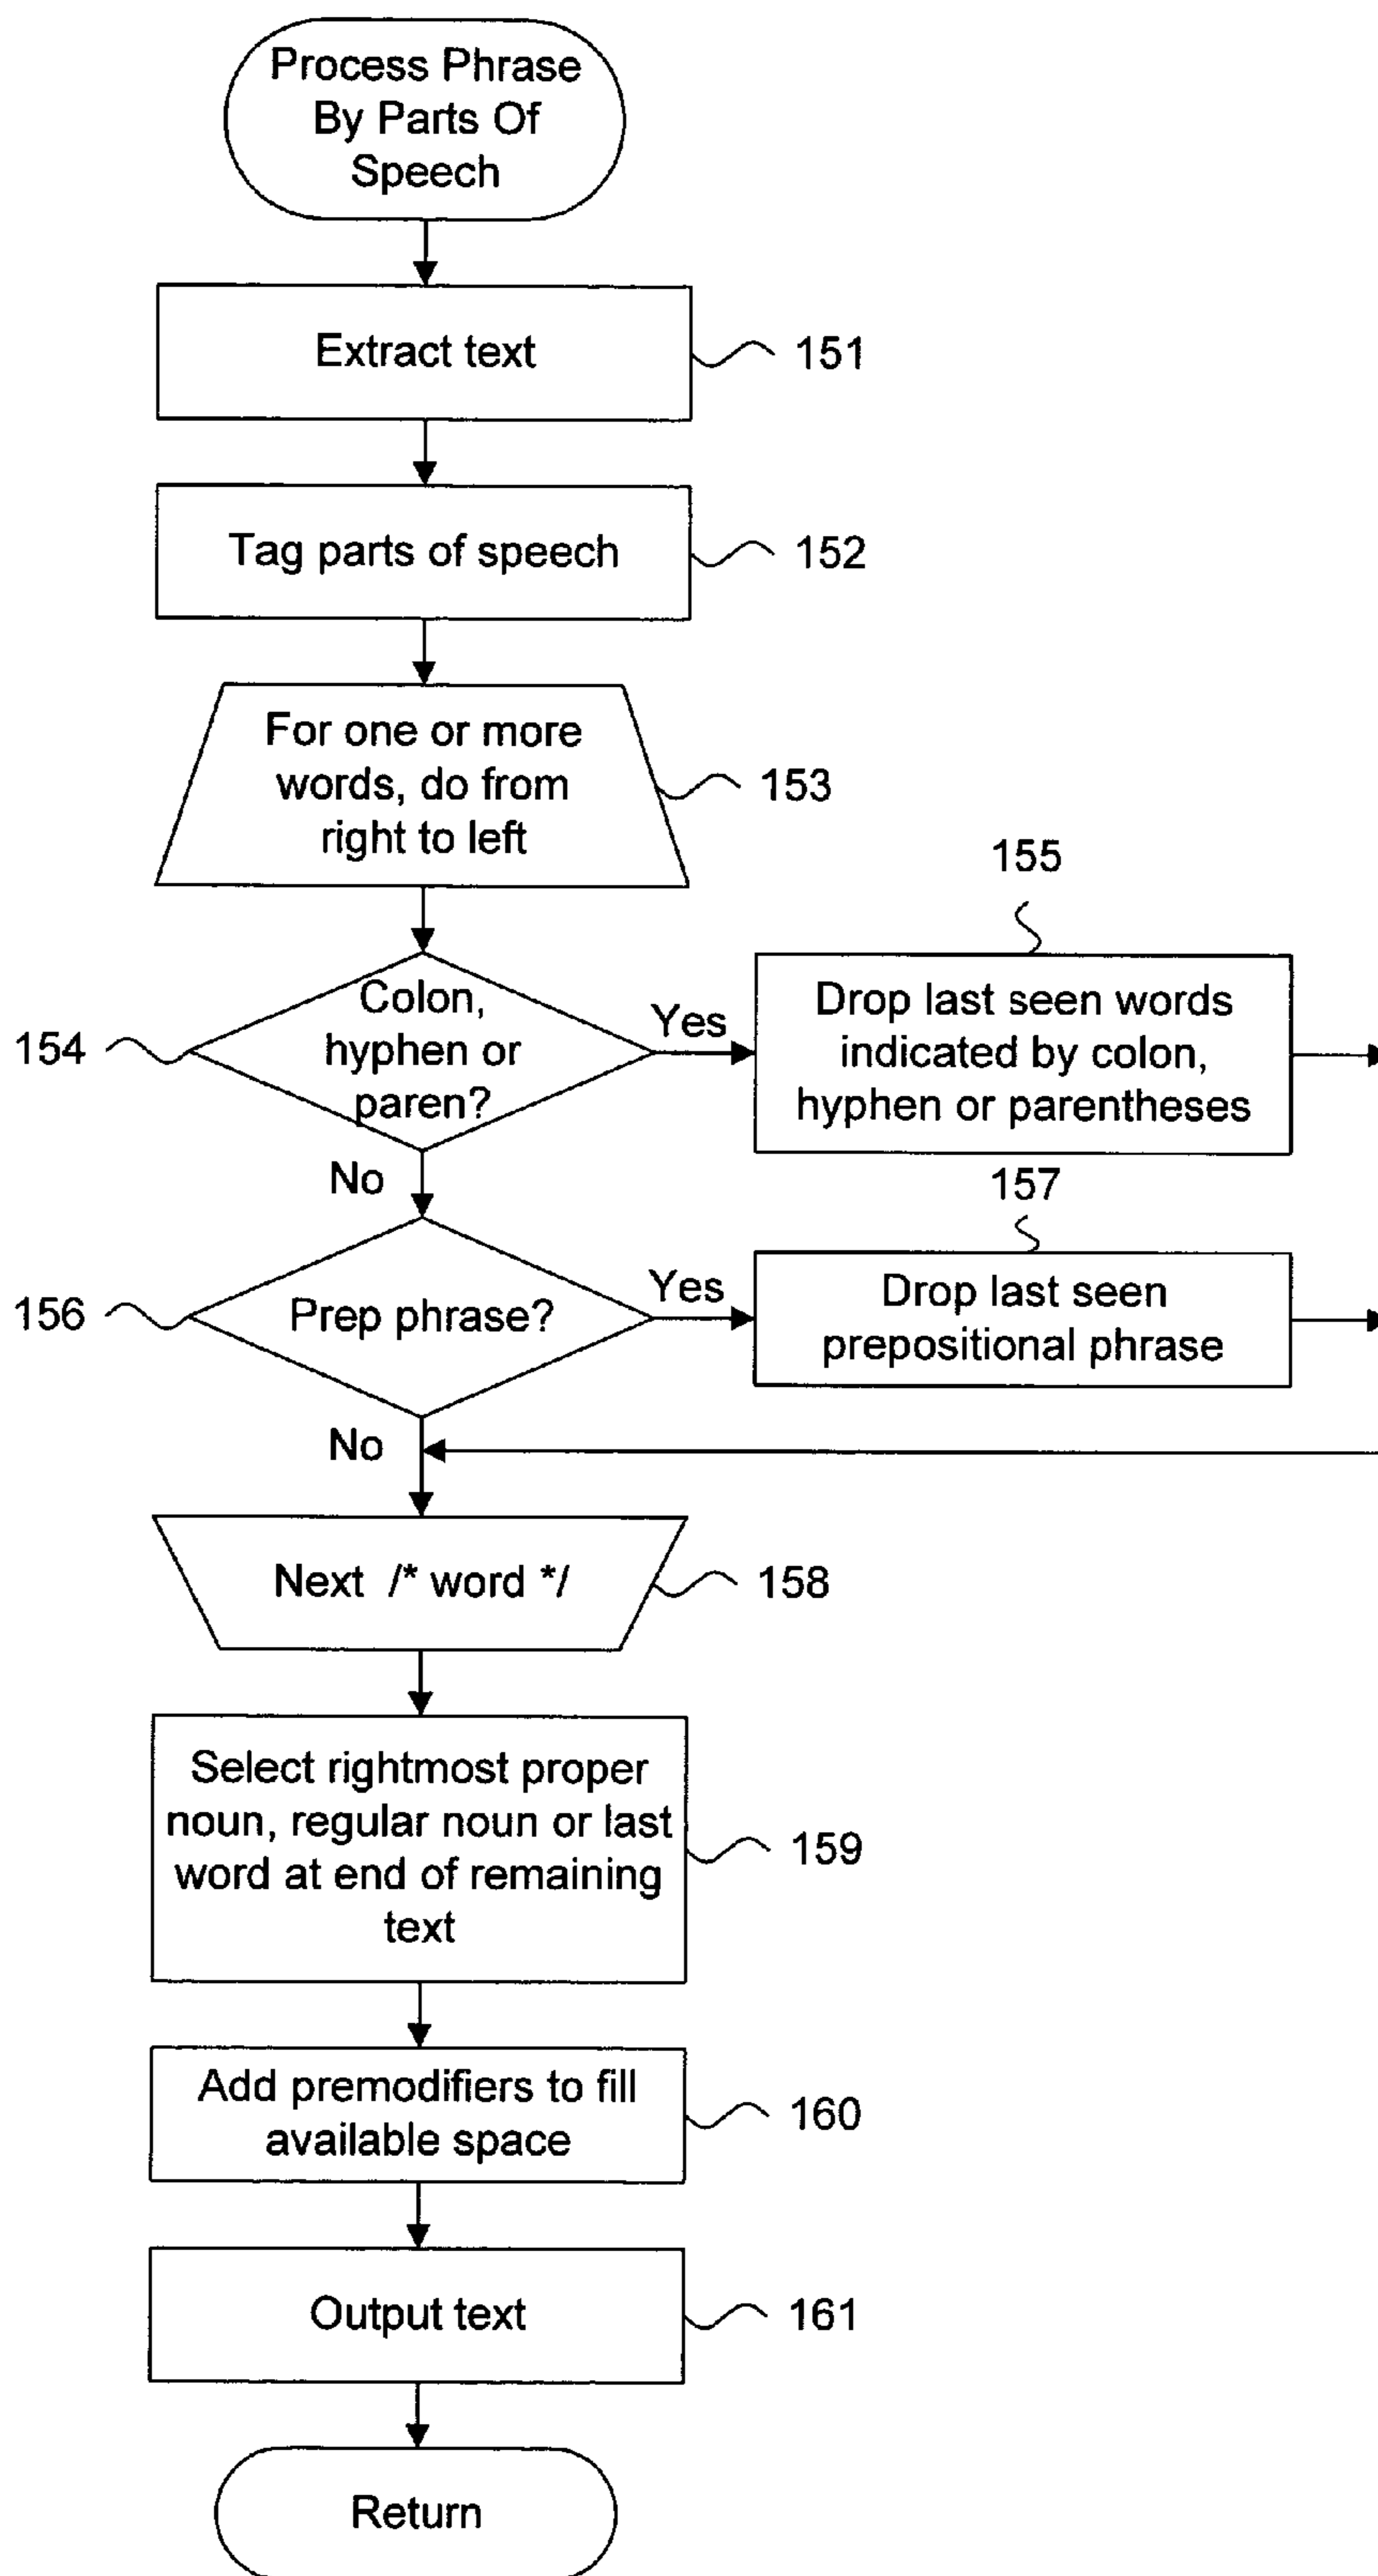 Process Phrase
By Parts Of
Speech
Extract text
151
Tag parts of speech
152
For one or more
words, do from
right to left
153
155
154
Colon,
hyphen or
paren?
Yes
Drop last seen words
indicated by colon,
hyphen or parentheses
No
157
156
Prep phrase?
Yes
Drop last seen
prepositional phrase
No
Next /* word */
158
Select rightmost proper
noun, regular noun or last
word at end of remaining
text
159
Add premodifiers to fill
available space
160
Output text
161
Return